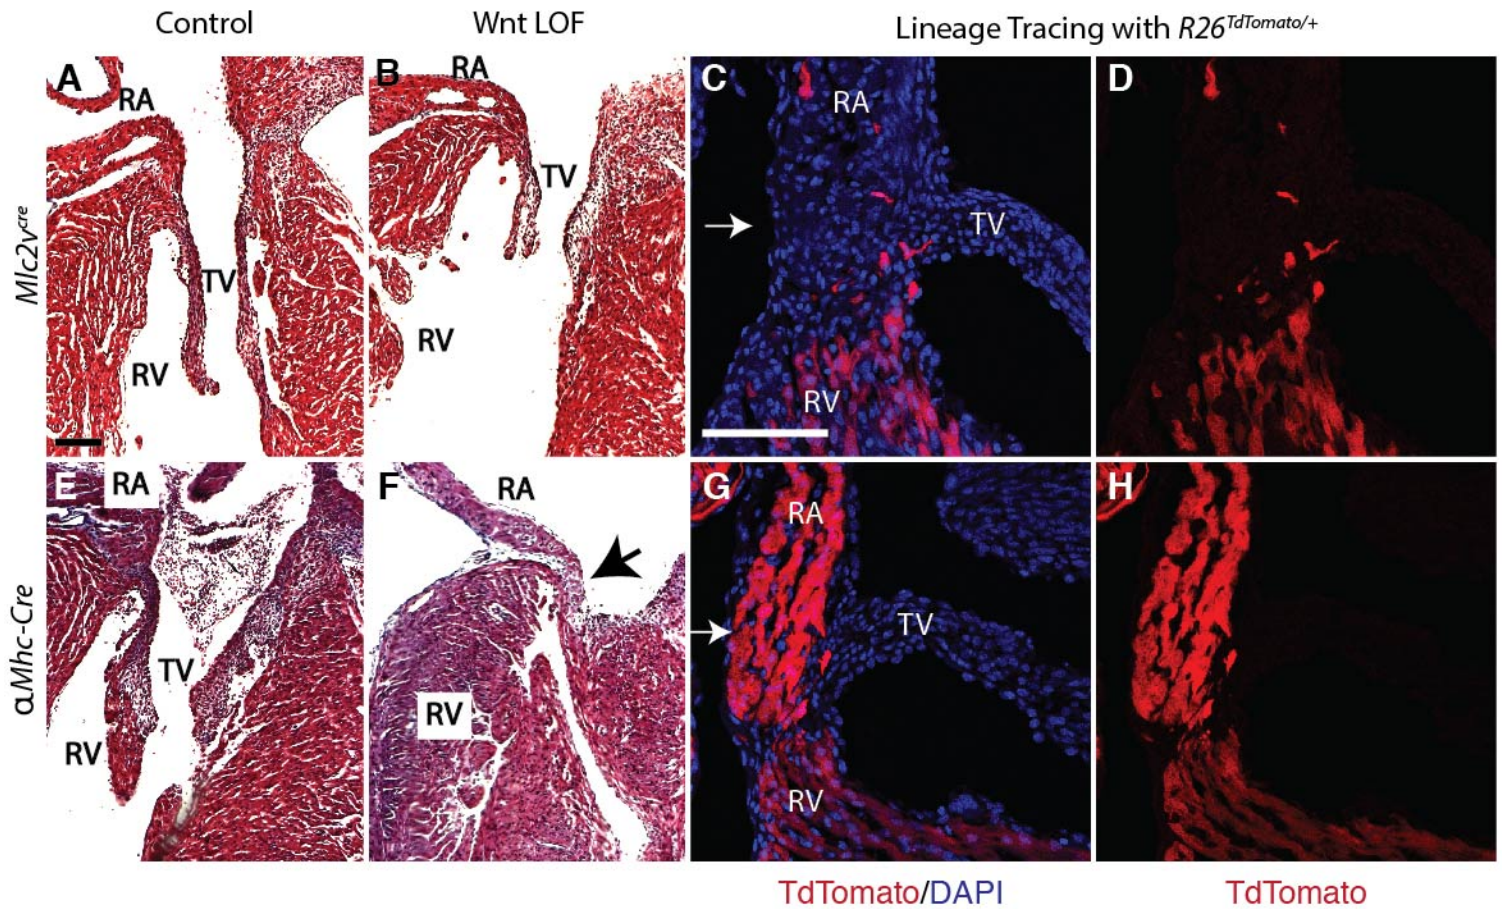 Control
Wnt LOF
Lineage Tracing with R26TdTomato/+
Mlc2vcre
A
RA
TV
RV
B
RA
TV
RV
C
RA
TV
RV
D
αMhc-Cre
E
RA
TV
RV
F
RA
RV
G
RA
TV
RV
H
TdTomato/DAPI
TdTomato